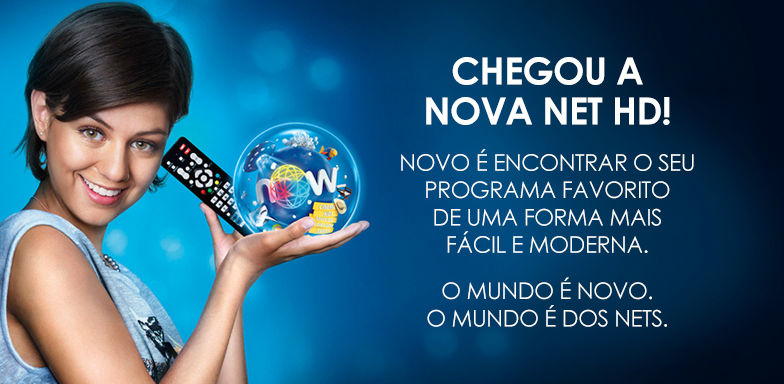 now
CHEGOU A
NOVA NET HD!
NOVO É ENCONTRAR O SEU
PROGRAMA FAVORITO
DE UMA FORMA MAIS
FÁCIL E MODERNA.
O MUNDO É NOVO.
O MUNDO É DOS NETS.